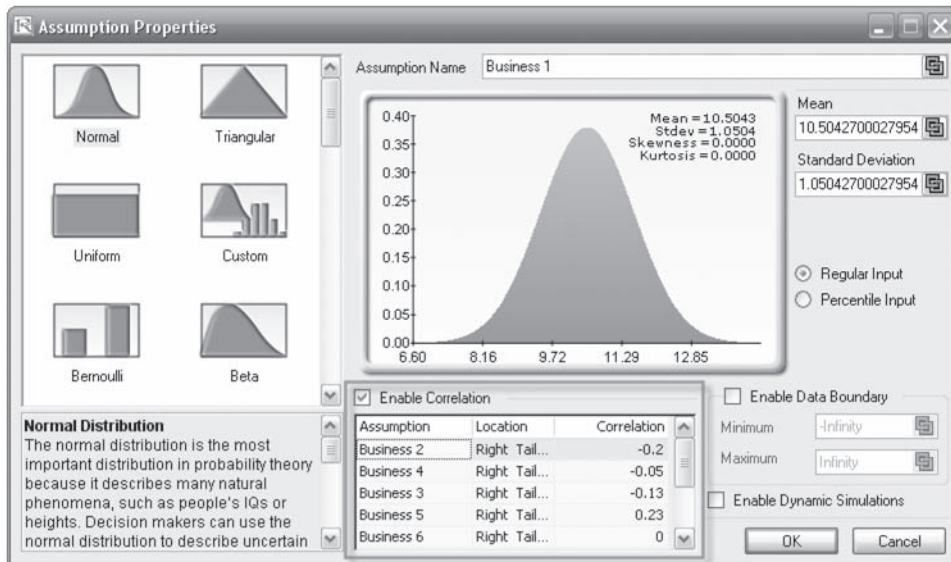 Assumption Properties
Normal
Triangular
Uniform
Custom
Bernoulli
Beta
Normal Distribution
The normal distribution is the most
important distribution in probability theory
because it describes many natural
phenomena, such as people's IQs or
heights. Decision makers can use the
normal distribution to describe uncertain
Assumption Name Business 1
0.40
0.35
0.30
0.25
0.20
0.15
0.10
0.05
0.00
6.60 8.16 9.72 11.29 12.85
Mean =10.5043
Stdev =1.0504
Skewness =0.0000
Kurtosis =0.0000
Mean
10.5042700027954
Standard Deviation
1.05042700027954
Regular Input
Percentile Input
Enable Correlation
Assumption Location Correlation
Business 2 Right Tail... -0.2
Business 4 Right Tail... -0.05
Business 3 Right Tail... -0.13
Business 5 Right Tail... 0.23
Business 6 Right Tail... 0
Enable Data Boundary
Minimum -Infinity
Maximum Infinity
Enable Dynamic Simulations
OK Cancel